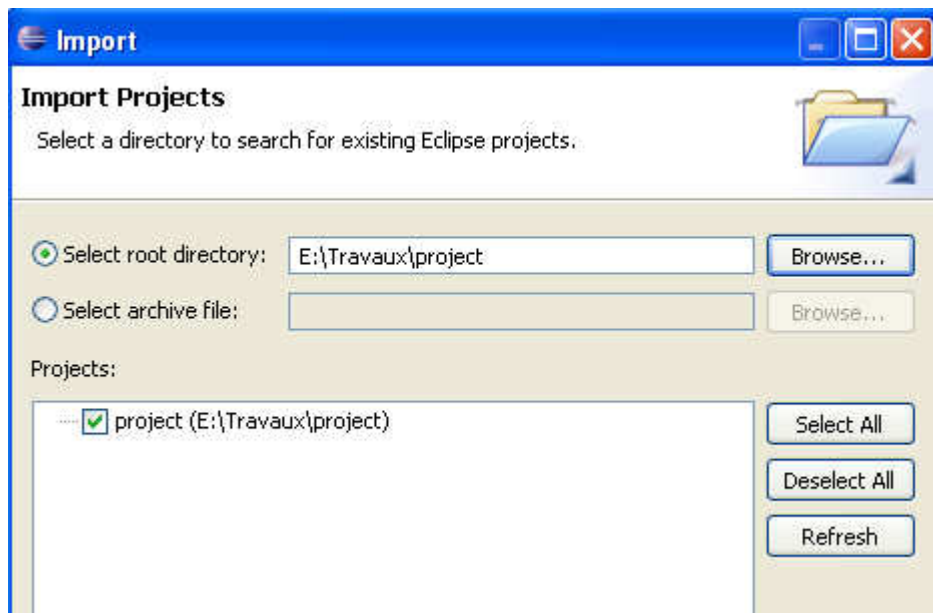 Import
Import Projects
Select a directory to search for existing Eclipse projects.
Select root directory: E:\Travaux\project Browse...
Select archive file: Browse...
Projects:
project (E:\Travaux\project)
Select All
Deselect All
Refresh